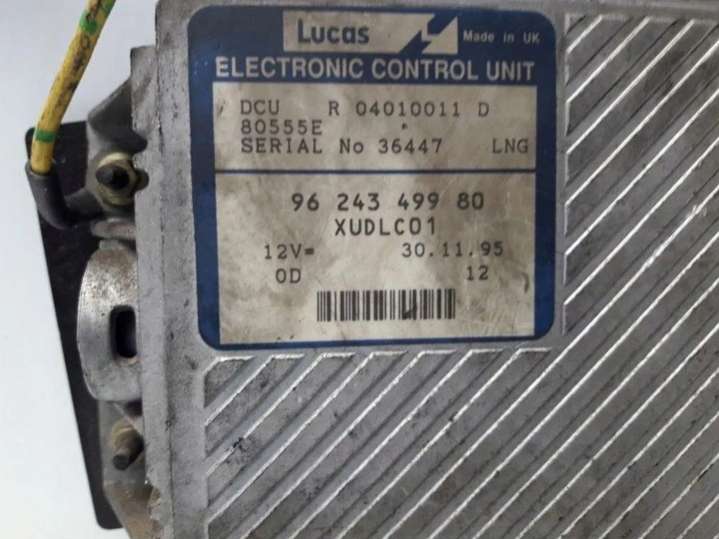 Lucas Made in UK
ELECTRONIC CONTROL UNIT
DCU R 04010011 D
80555E
SERIAL No 36447 LNG
96 243 499 80
XUDLC01
12V= 30.11.95
0D 12